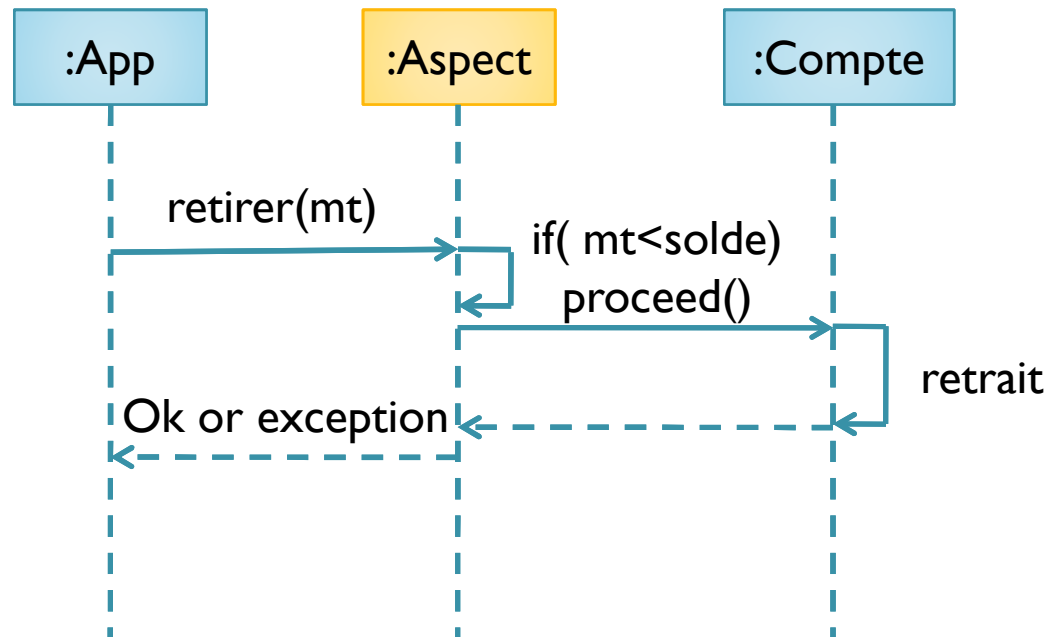 :App
:Aspect
:Compte
retirer(mt)
if( mt<solde)
proceed()
retrait
Ok or exception